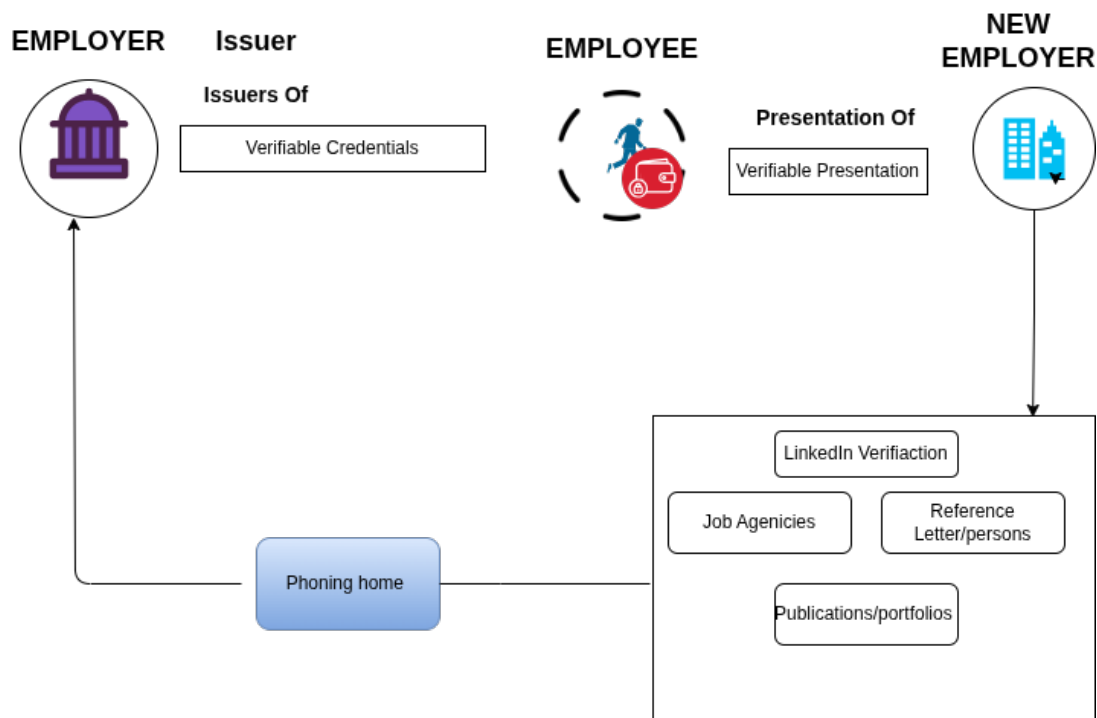 EMPLOYER
Issuer
EMPLOYEE
NEW
EMPLOYER
Issuers Of
Verifiable Credentials
Presentation Of
Verifiable Presentation
LinkedIn Verifiaction
Job Agenicies
Reference
Letter/persons
Phoning home
Publications/portfolios